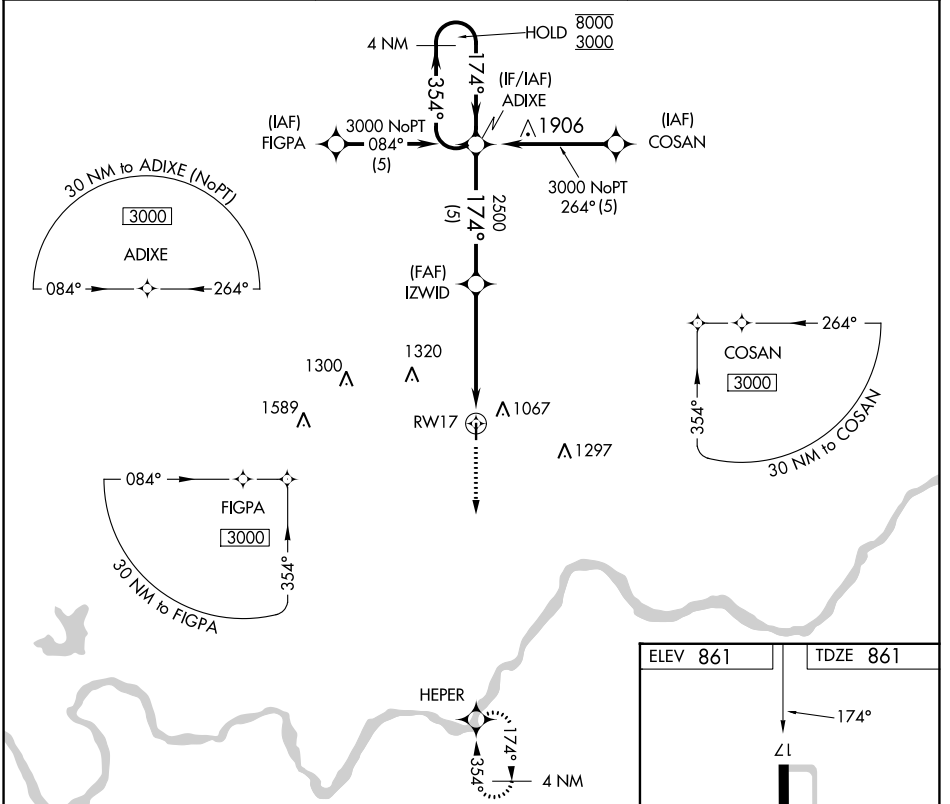 HOLD
8000
3000
4 NM
174°
354°
(IF/IAF)
ADIXE
(IAF)
FIGPA
3000 NoPT
084°
(5)
1906
(IAF)
COSAN
3000 NoPT
264° (5)
30 NM to ADIXE (NoPT)
3000
ADIXE
084°
264°
2500
174°
(5)
(FAF)
IZWID
264°
COSAN
3000
354°
30 NM to COSAN
1300
1320
1589
RW17
1067
1297
084°
FIGPA
3000
354°
30 NM to FIGPA
HEPER
174°
354°
4 NM
ELEV 861
TDZE 861
174°
17